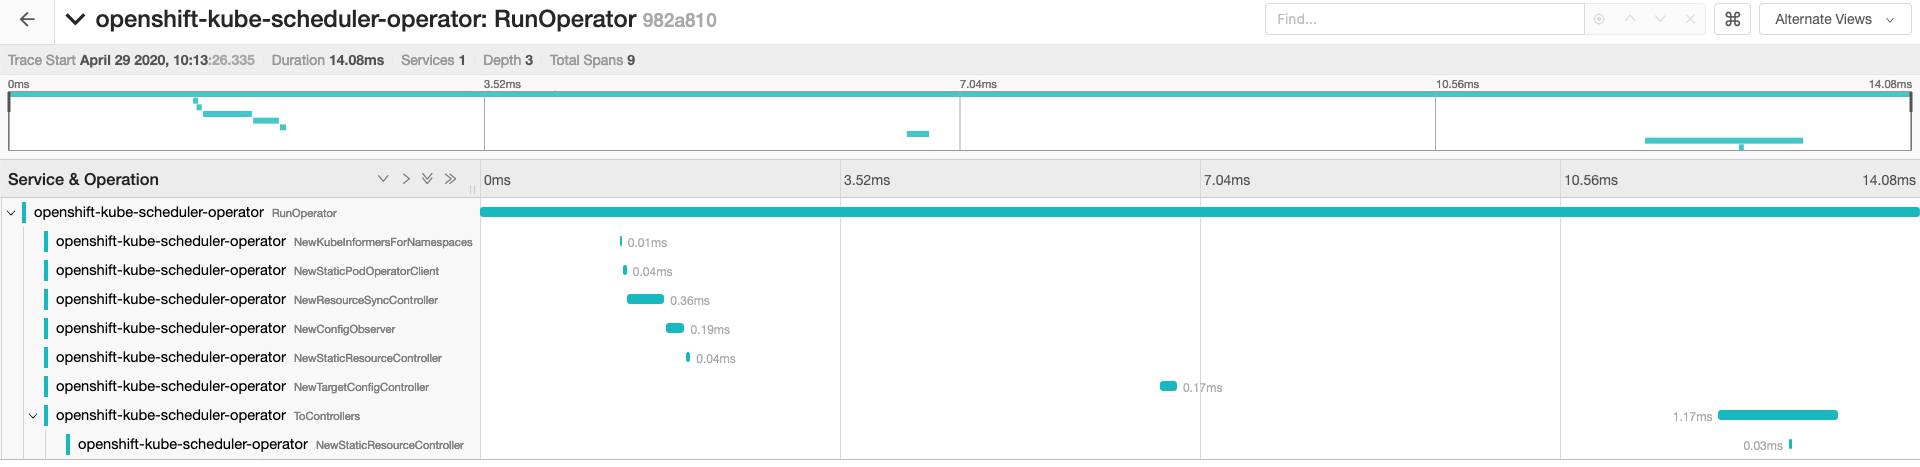 openshift-kube-scheduler-operator: RunOperator 982a810
Find...
Alternate Views
Trace Start April 29 2020, 10:13:26.335 Duration 14.08ms Services 1 Depth 3 Total Spans 9
0ms 3.52ms 7.04ms 10.56ms 14.08ms
Service & Operation 0ms 3.52ms 7.04ms 10.56ms 14.08ms
openshift-kube-scheduler-operator RunOperator
openshift-kube-scheduler-operator NewKubeInformersForNamespaces 0.01ms
openshift-kube-scheduler-operator NewStaticPodOperatorClient 0.04ms
openshift-kube-scheduler-operator NewResourceSyncController 0.36ms
openshift-kube-scheduler-operator NewConfigObserver 0.19ms
openshift-kube-scheduler-operator NewStaticResourceController 0.04ms
openshift-kube-scheduler-operator NewTargetConfigController 0.17ms
openshift-kube-scheduler-operator ToControllers 1.17ms
openshift-kube-scheduler-operator NewStaticResourceController 0.03ms